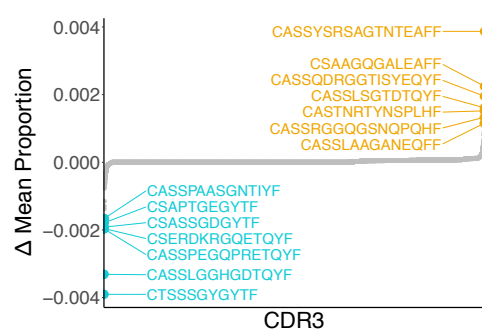 0.004
0.002
0.000
−0.002
−0.004
Δ Mean Proportion
CASSYSRSAGTNTEAFF
CSAAGQGALEAFF
CASSQDRGGTISYEQYF
CASSLSGTDTQYF
CASTNRTYNSPLHF
CASSRGGQGSNQPQHF
CASSLAAGANEQFF
CASSPAASGNTIYF
CSAPTGEGYTF
CSASSGDGYTF
CSERDKRGQETQYF
CASSPEGQPRETQYF
CASSLGGHGDTQYF
CTSSSGYGYTF
CDR3